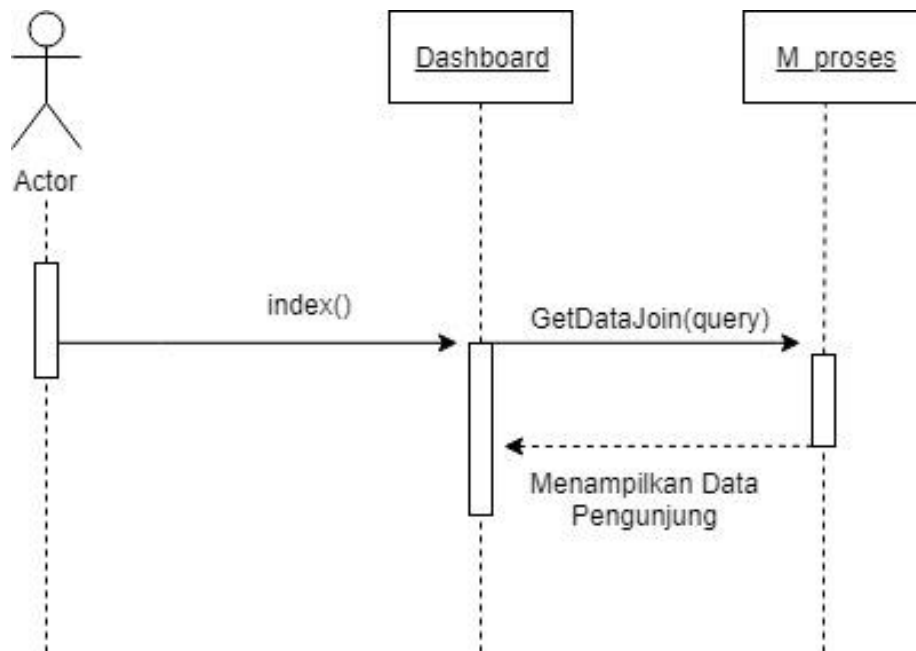 Dashboard
M_proses
Actor
index()
GetDataJoin(query)
Menampilkan Data
Pengunjung